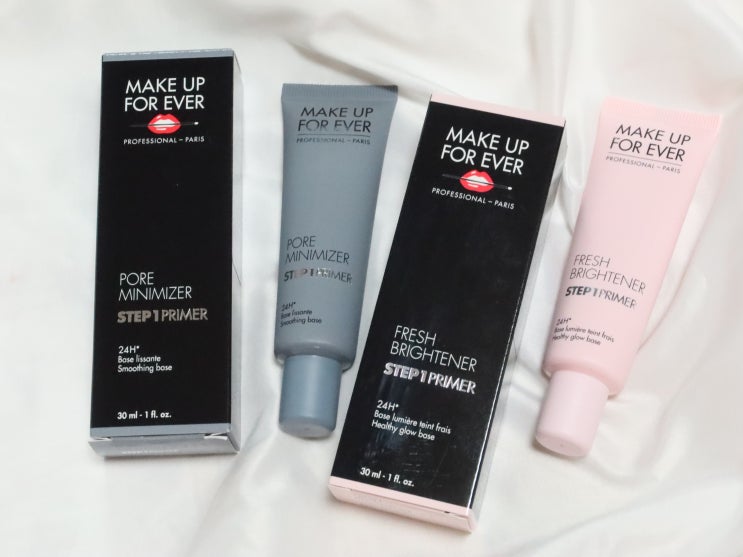 MAKE UP
FOR EVER
PROFESSIONAL – PARIS
PORE
MINIMIZER
STEP 1 PRIMER
24H*
Base lissante
Smoothing base
30 ml - 1 fl. oz.
MAKE UP
FOR EVER
PROFESSIONAL – PARIS
PORE
MINIMIZER
STEP 1 PRIMER
24H*
Base lissante
Smoothing base
MAKE UP
FOR EVER
PROFESSIONAL – PARIS
FRESH
BRIGHTENER
STEP 1 PRIMER
24H*
Base lumière teint frais
Healthy glow base
30 ml - 1 fl. oz.
MAKE UP
FOR EVER
PROFESSIONAL – PARIS
FRESH
BRIGHTENER
STEP 1 PRIMER
24H*
Base lumière teint frais
Healthy glow base